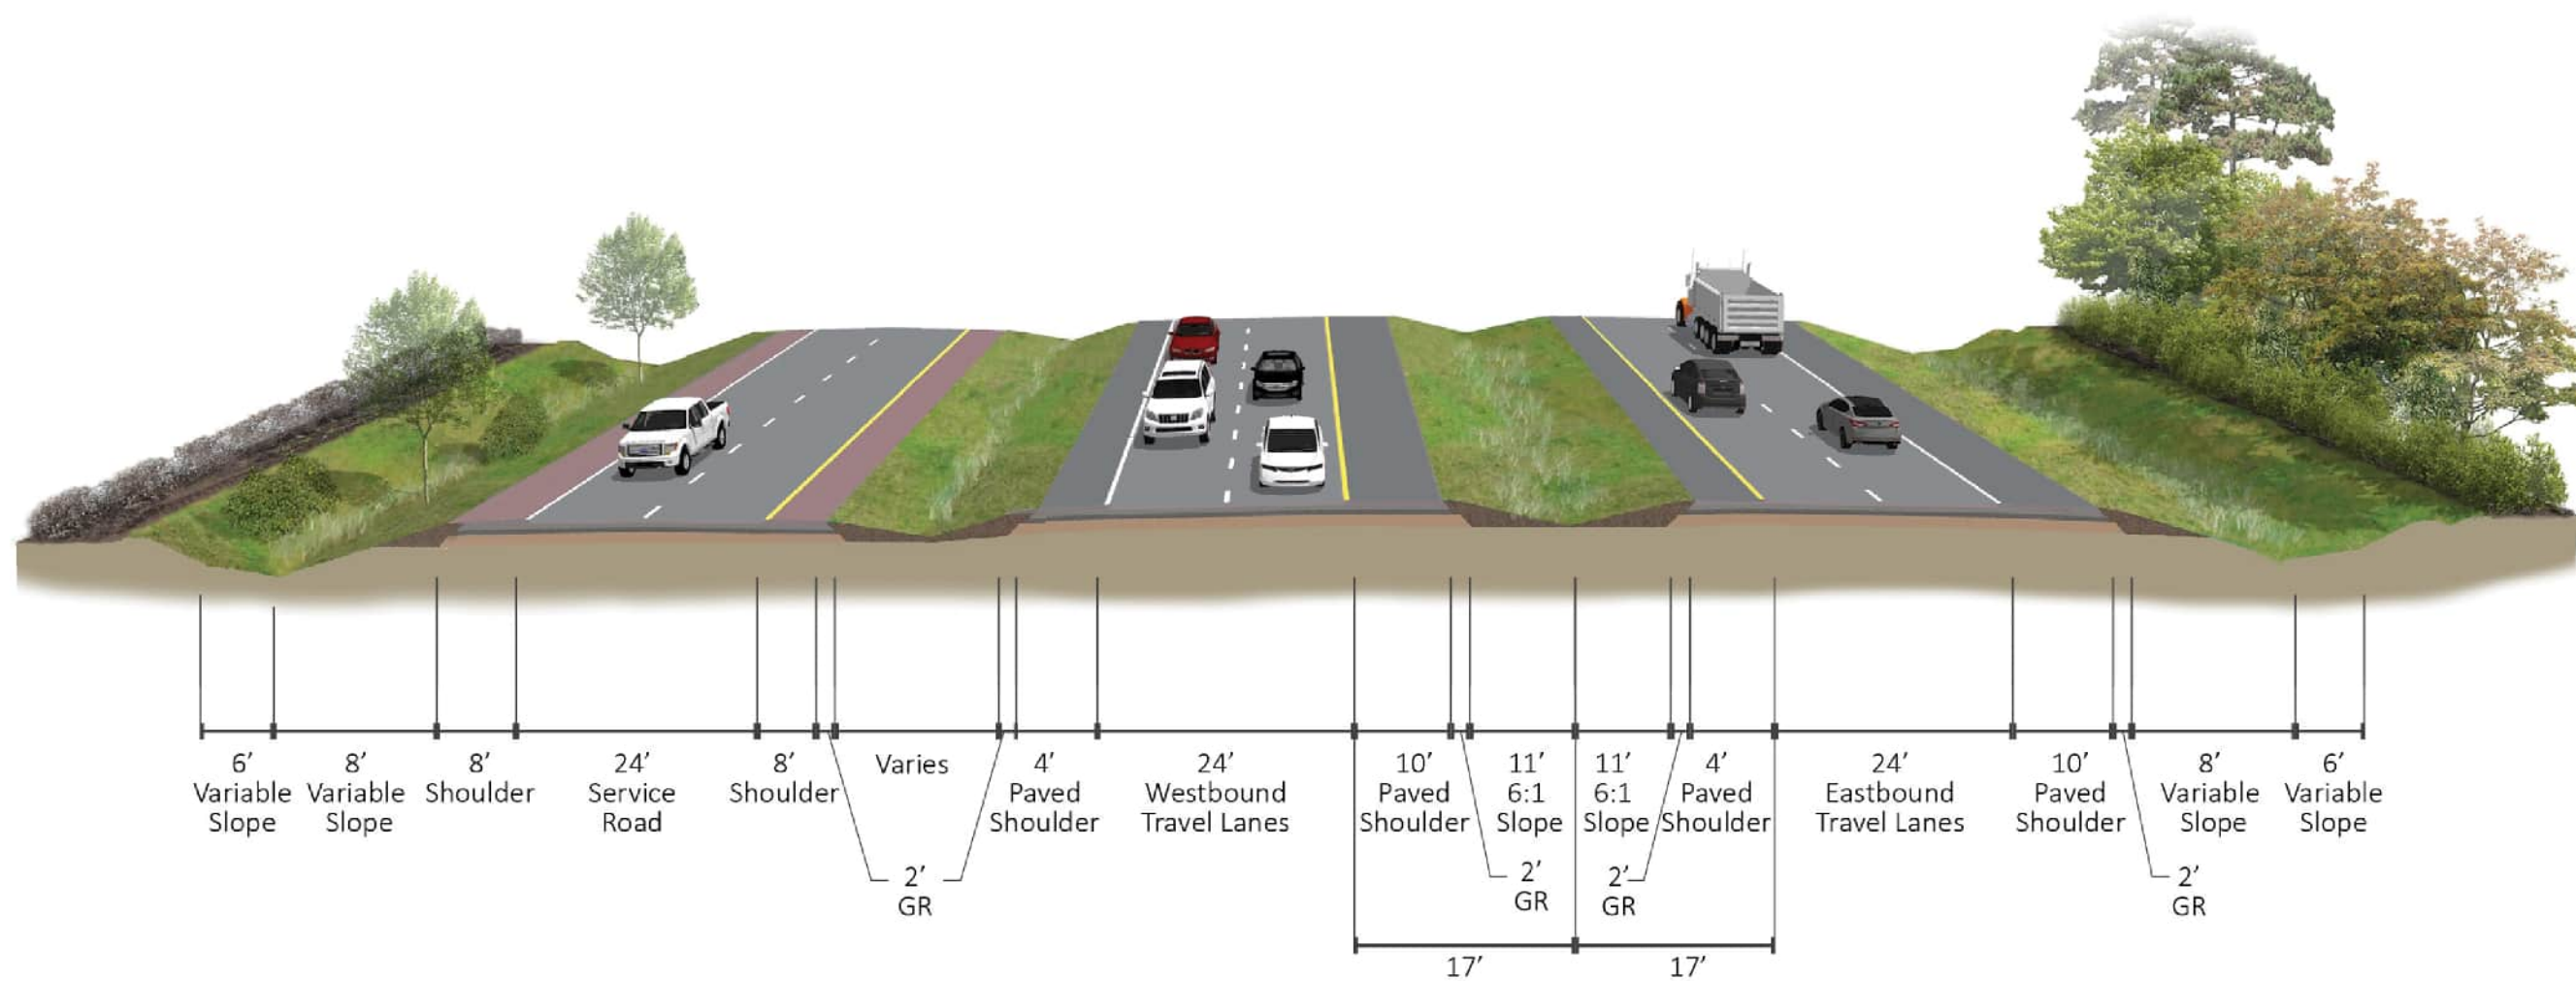 6′
Variable
Slope
8′
Variable
Slope
8′
Shoulder
24′
Service
Road
8′
Shoulder
2′
GR
Varies
4′
Paved
Shoulder
24′
Westbound
Travel Lanes
10′
Paved
Shoulder
2′
GR
11′
6:1
Slope
11′
6:1
Slope
2′
GR
4′
Paved
Shoulder
24′
Eastbound
Travel Lanes
10′
Paved
Shoulder
2′
GR
8′
Variable
Slope
6′
Variable
Slope
17′
17′